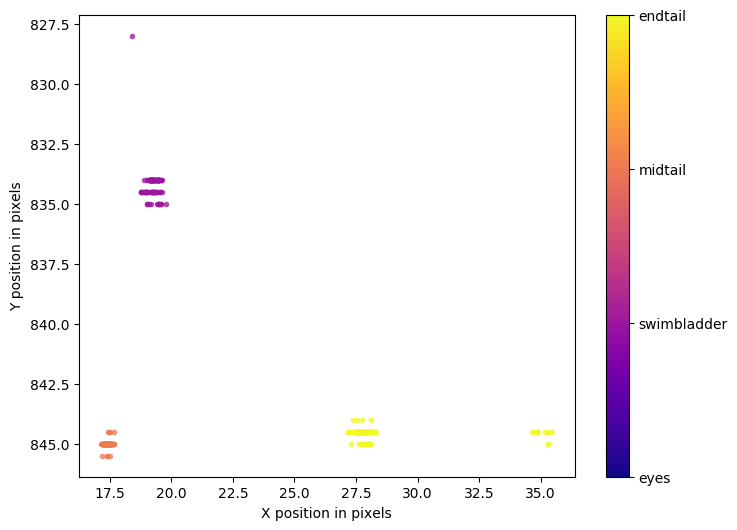 827.5
830.0
832.5
835.0
837.5
840.0
842.5
845.0
Y position in pixels
17.5 20.0 22.5 25.0 27.5 30.0 32.5 35.0
X position in pixels
endtail
midtail
swimbladder
eyes